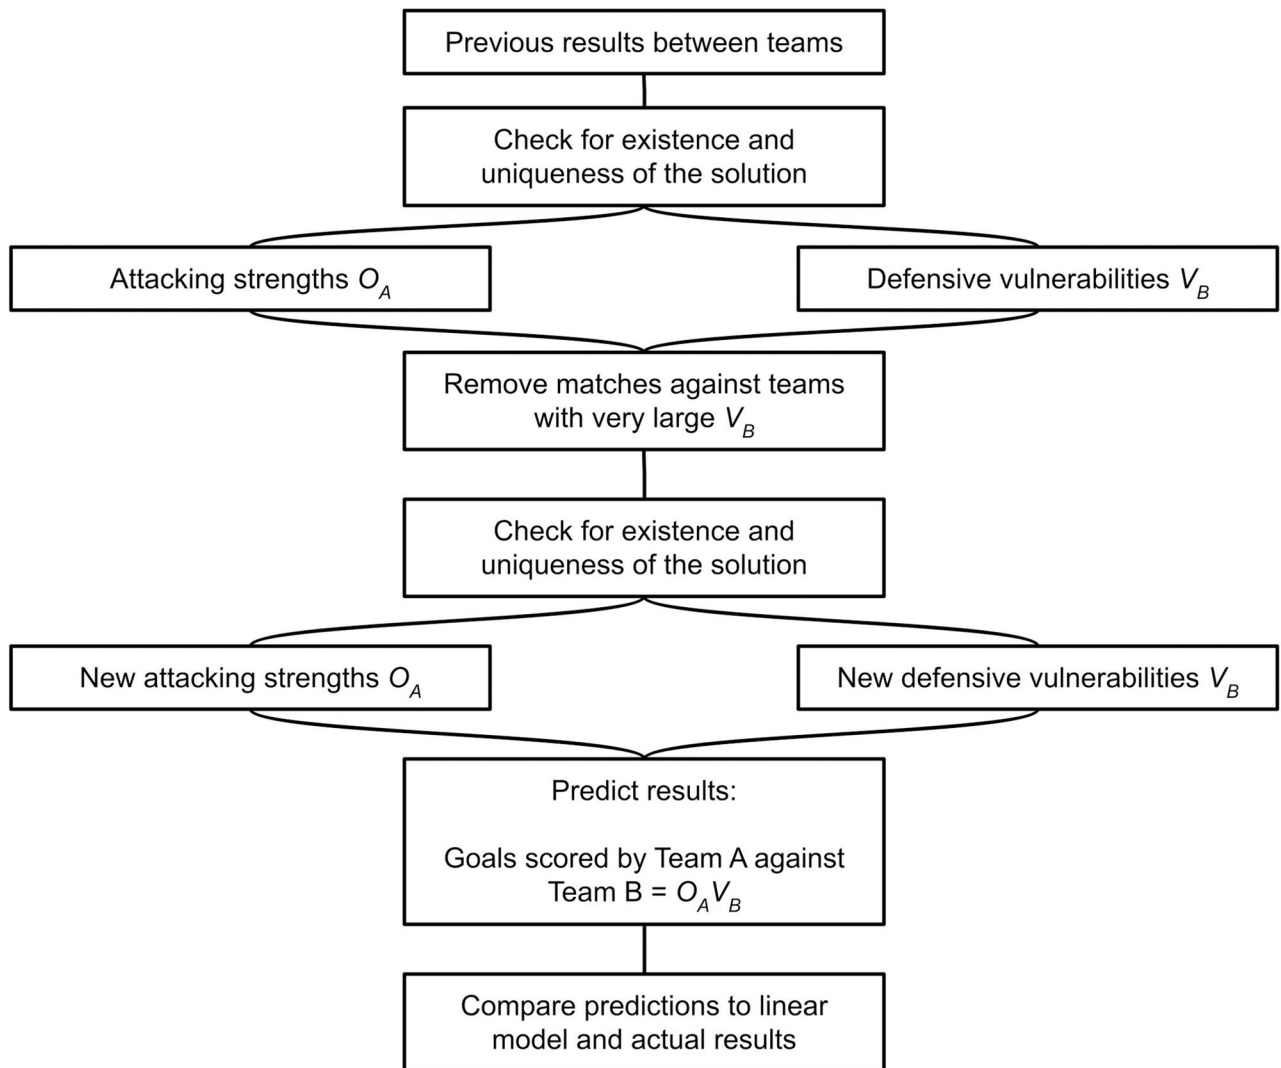 Previous results between teams
Check for existence and
uniqueness of the solution
Attacking strengths O_A
Defensive vulnerabilities V_B
Remove matches against teams
with very large V_B
Check for existence and
uniqueness of the solution
New attacking strengths O_A
New defensive vulnerabilities V_B
Predict results:
Goals scored by Team A against
Team B = O_A V_B
Compare predictions to linear
model and actual results